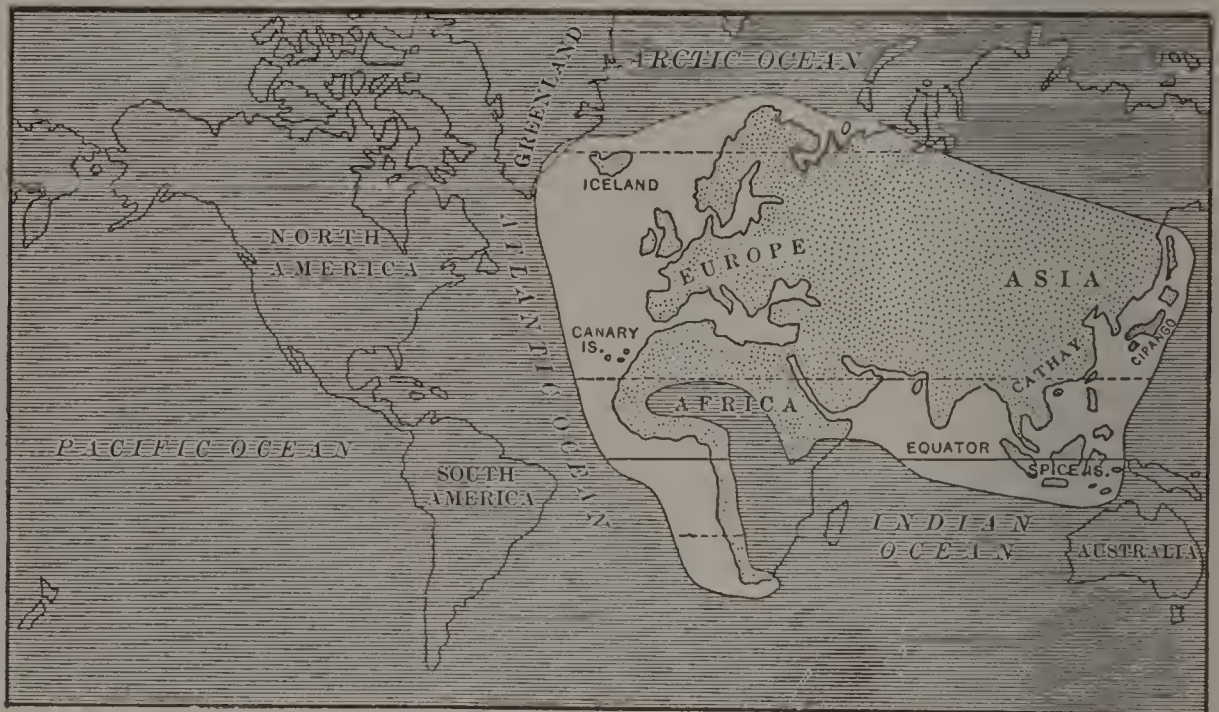 ARCTIC OCEAN
GREENLAND
ICELAND
NORTH
AMERICA
EUROPE
ASIA
ATLANTIC OCEAN
CANARY
IS.
CIPANGO
CATHAY
AFRICA
PACIFIC OCEAN
EQUATOR
SOUTH
AMERICA
SPICE IS.
INDIAN
OCEAN
AUSTRALIA